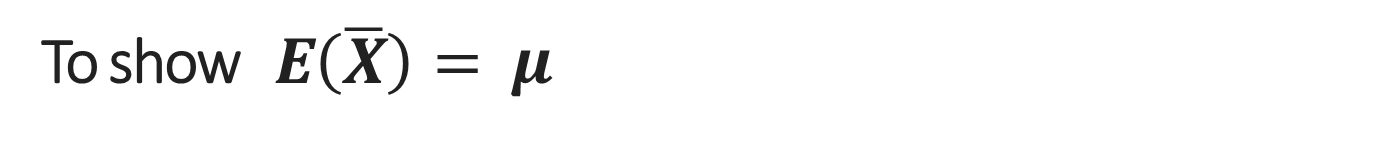 To show E(X̅) = μ